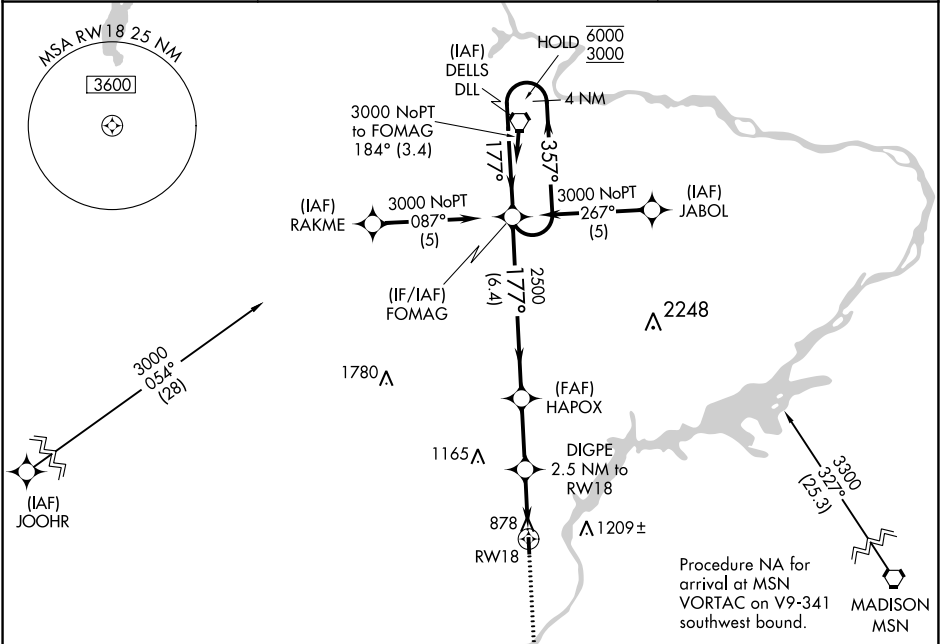 MSA RW18 25 NM
3600
(IAF)
DELLS
DLL
HOLD
6000
3000
4 NM
3000 NoPT
to FOMAG
184° (3.4)
177°
357°
(IAF)
RAKME
3000 NoPT
087°
(5)
3000 NoPT
267°
(5)
(IAF)
JABOL
(IF/IAF)
FOMAG
2500
177°
(6.4)
2248
3000
054°
(28)
1780
(FAF)
HAPOX
1165
DIGPE
2.5 NM to
RW18
(IAF)
JOOHR
878
RW18
1209±
3300
327°
(25.3)
Procedure NA for
arrival at MSN
VORTAC on V9-341
southwest bound.
MADISON
MSN